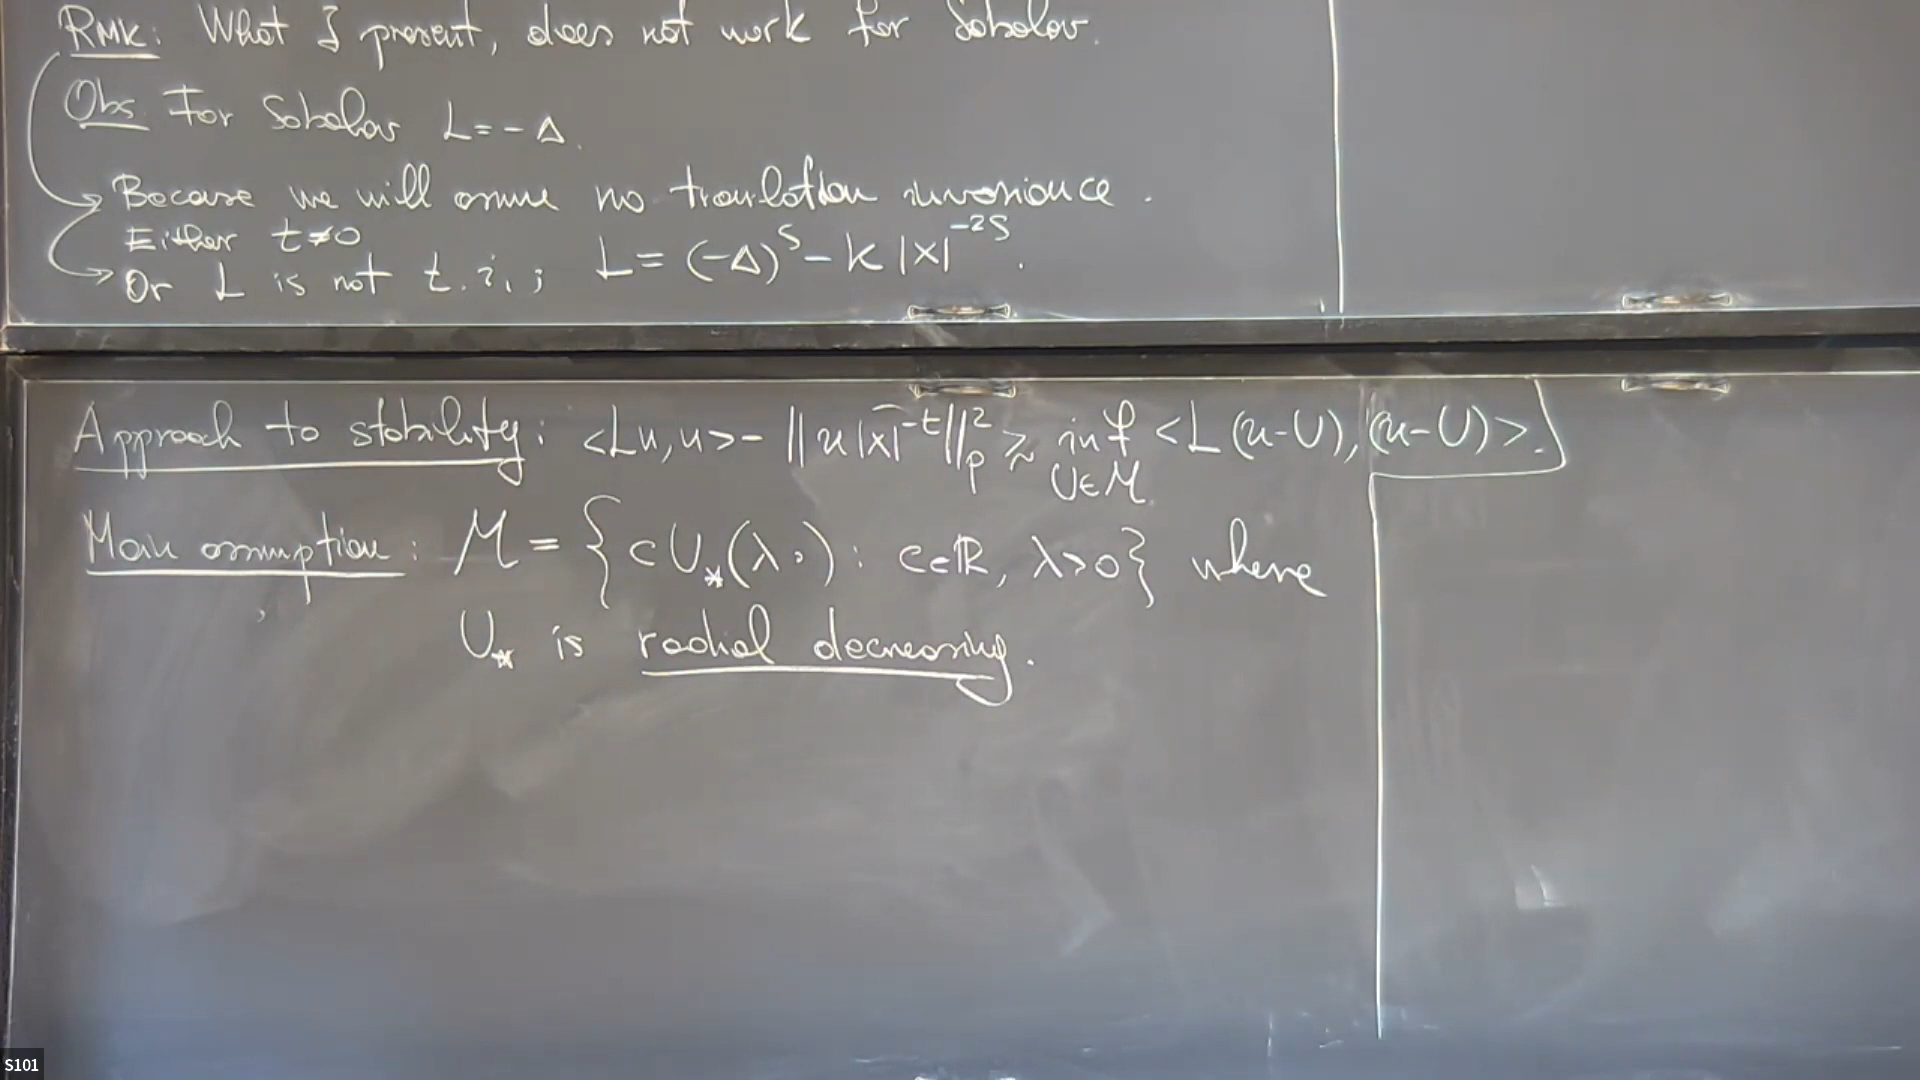 Rmk: What I present, does not work for Sobolev.
Obs. For Sobolev L = -Δ.
Because we will assume no translation invariance.
Either t≠0
Or L is not t.i.; L = (-Δ)^s - k |x|^{-2s}.
Approach to stability: <Lu,u> - || u |x|^{-t} ||_p^2 ≳ inf_{U∈M} <L(u-U), (u-U)>.
Main assumption: M = { c U_*(λ·) : c∈ℝ, λ>0 } where
U_* is radial decreasing.
S101